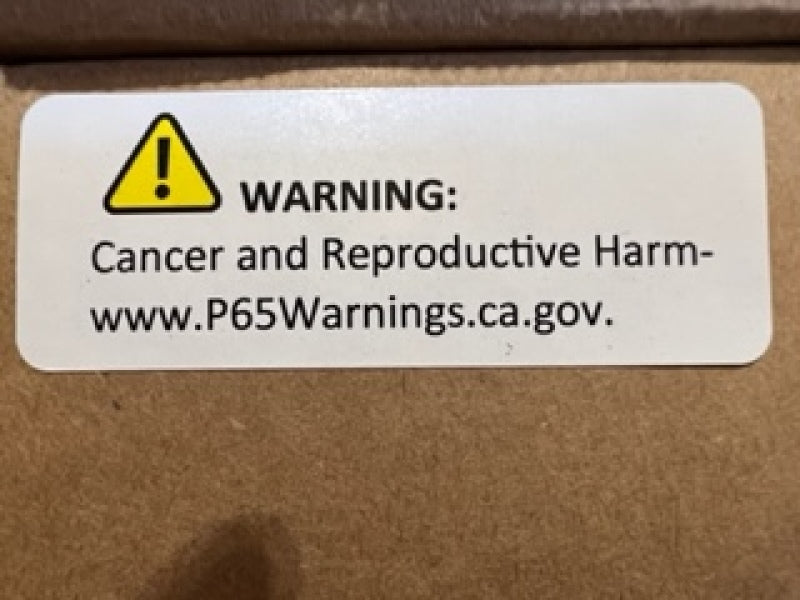 WARNING:
Cancer and Reproductive Harm-
www.P65Warnings.ca.gov.